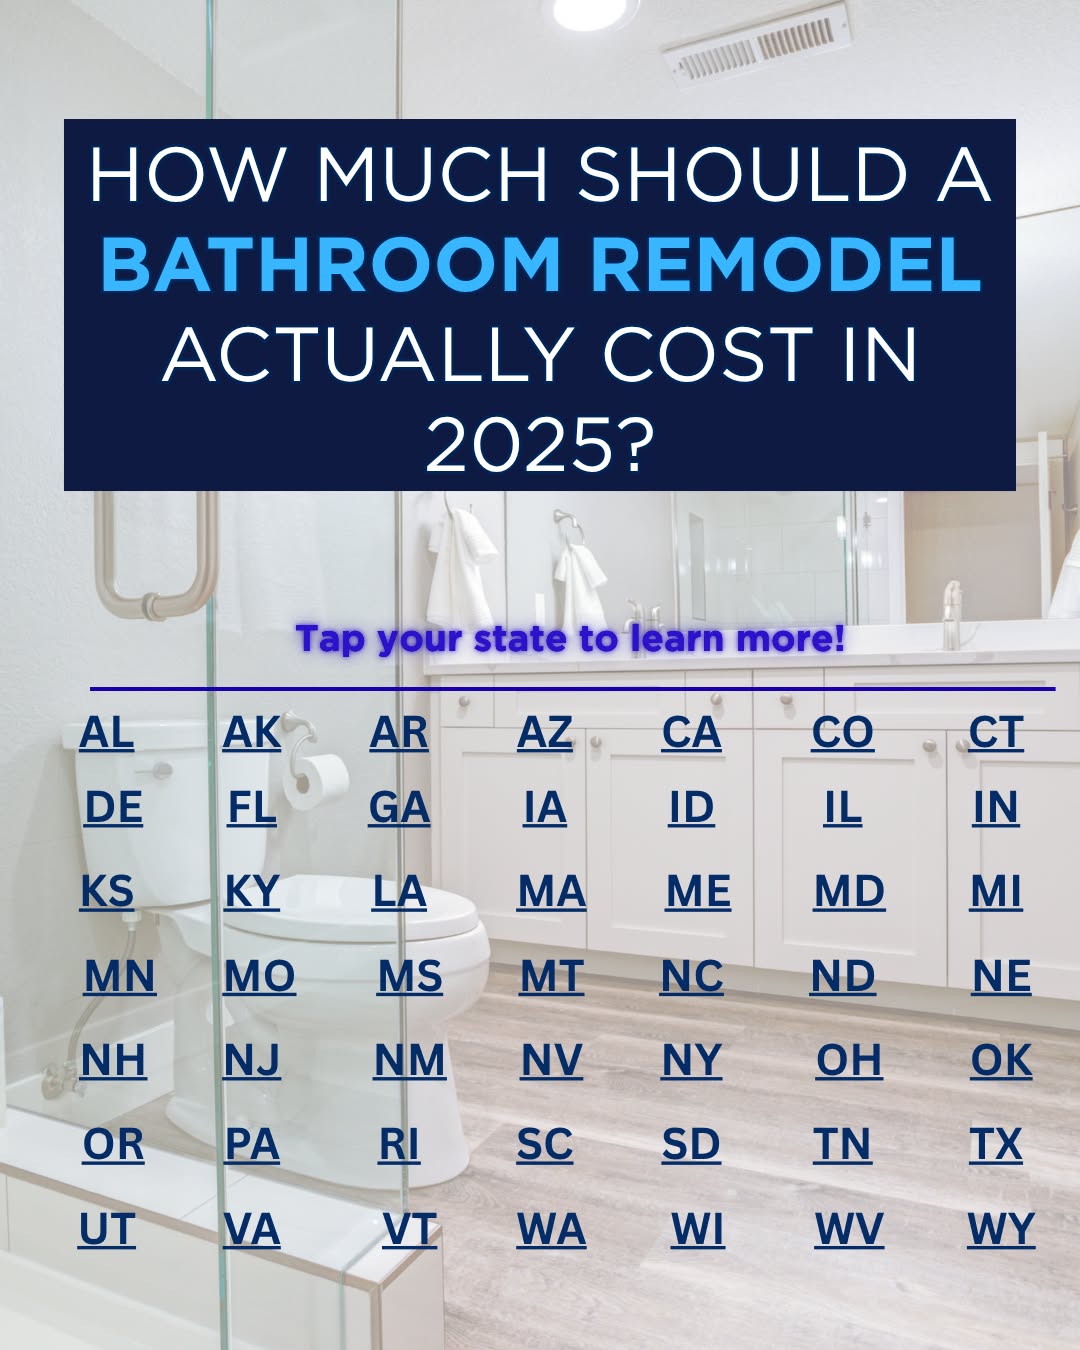 HOW MUCH SHOULD A
BATHROOM REMODEL
ACTUALLY COST IN
2025?
Tap your state to learn more!
AL AK AR AZ CA CO CT
DE FL GA IA ID IL IN
KS KY LA MA ME MD MI
MN MO MS MT NC ND NE
NH NJ NM NV NY OH OK
OR PA RI SC SD TN TX
UT VA VT WA WI WV WY